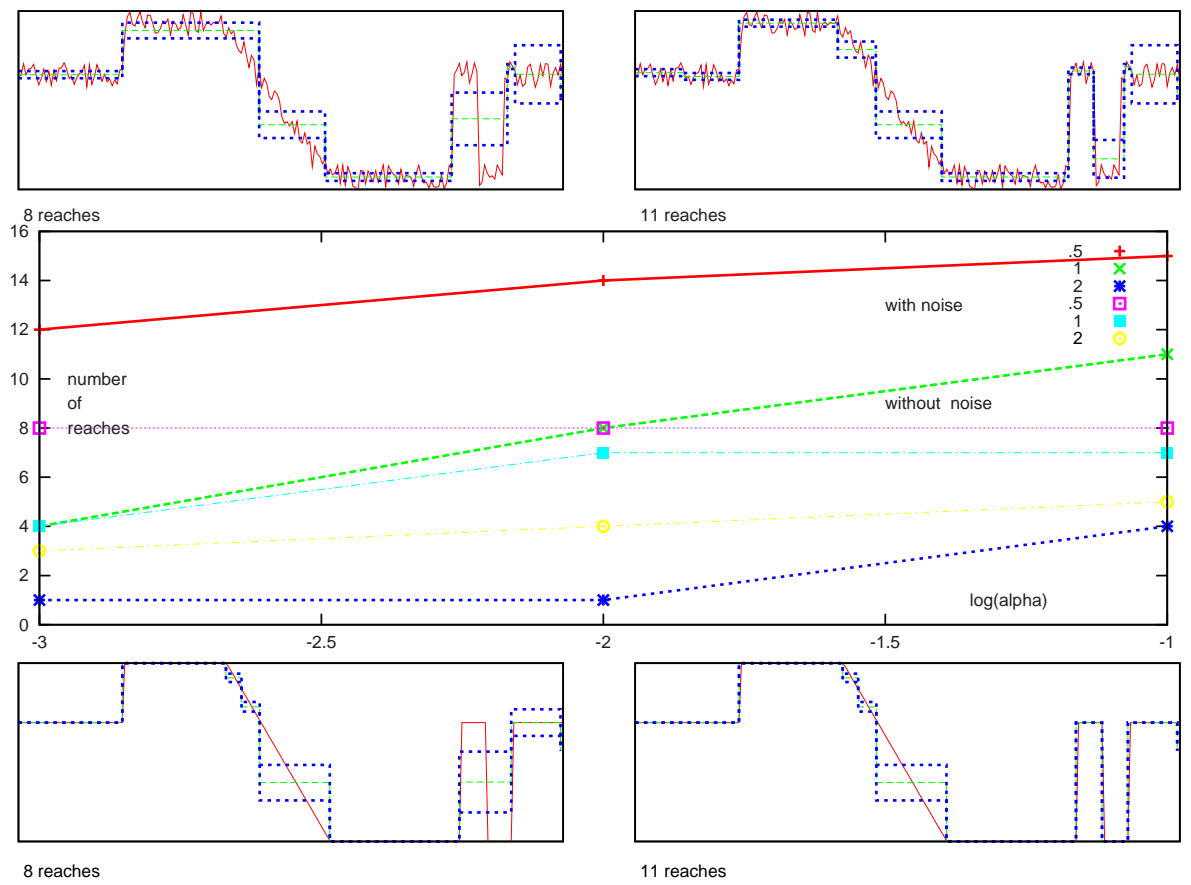 8 reaches
11 reaches
16
14
12
10
8
6
4
2
0
.5
1
2
.5
1
2
with noise
number
of
reaches
without noise
log(alpha)
-3
-2.5
-2
-1.5
-1
8 reaches
11 reaches